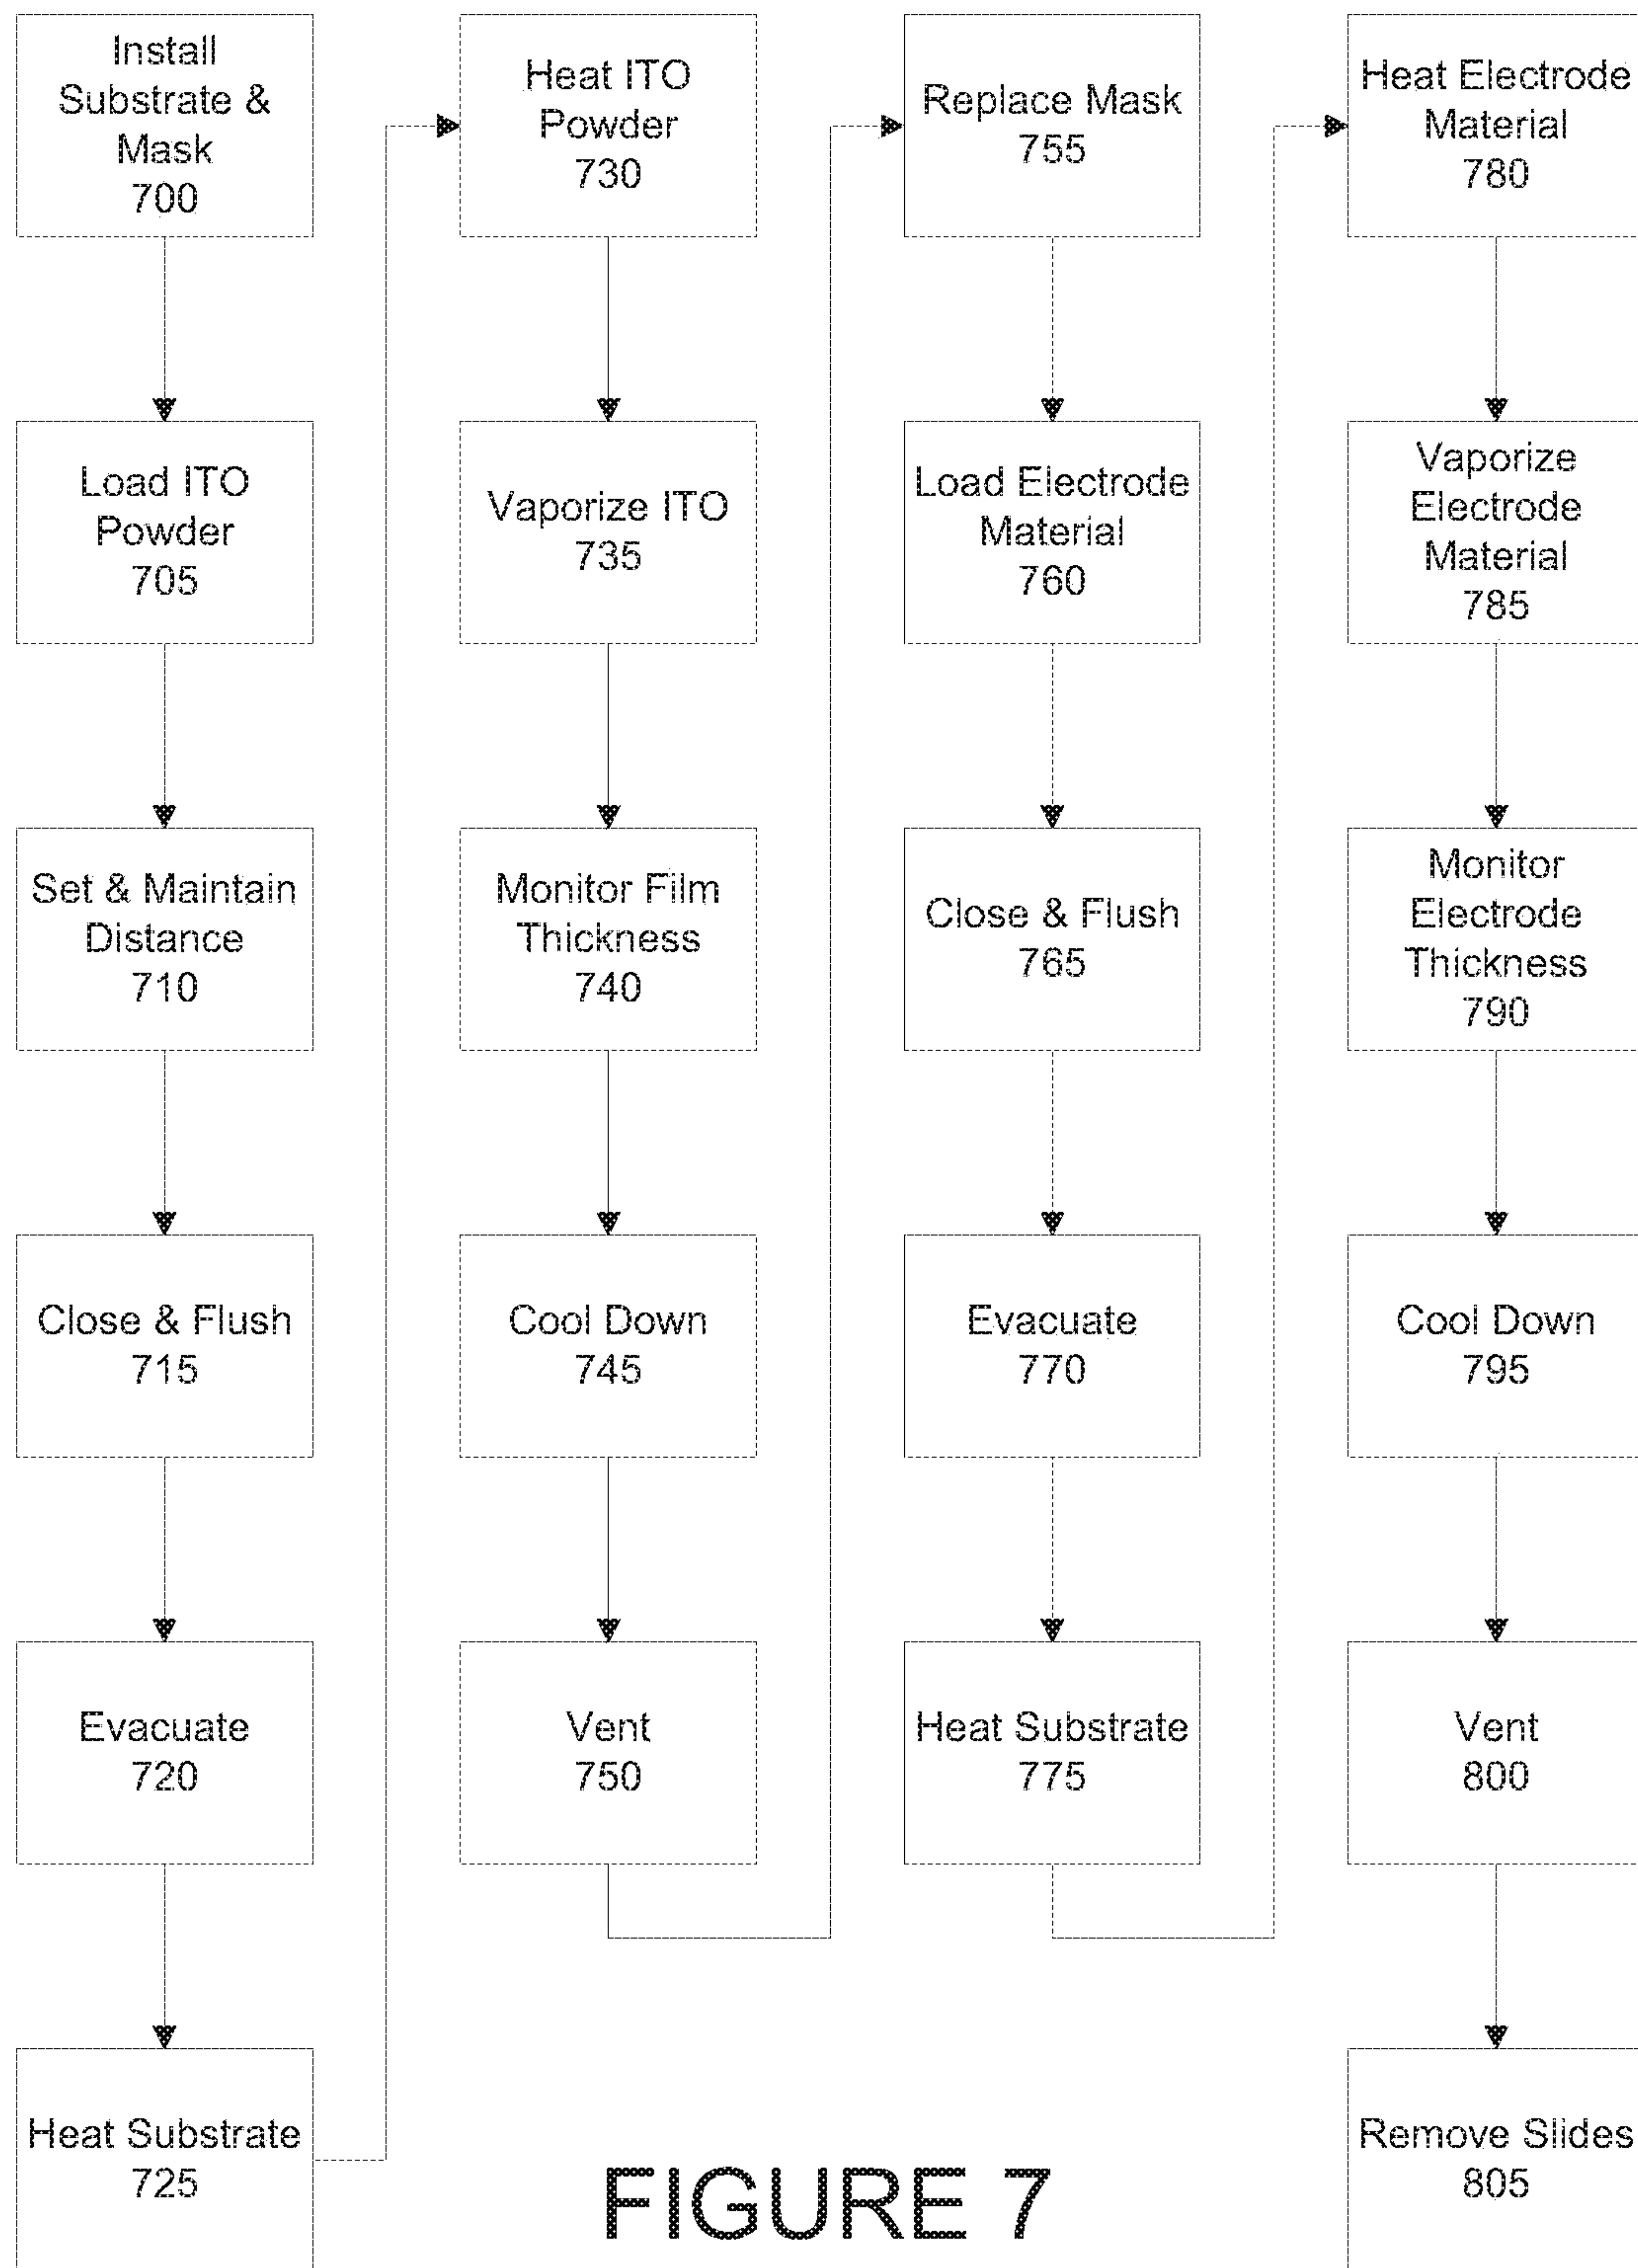 Install
Substrate &
Mask
700
Load ITO
Powder
705
Set & Maintain
Distance
710
Close & Flush
715
Evacuate
720
Heat Substrate
725
Heat ITO
Powder
730
Vaporize ITO
735
Monitor Film
Thickness
740
Cool Down
745
Vent
750
Replace Mask
755
Load Electrode
Material
760
Close & Flush
765
Evacuate
770
Heat Substrate
775
Heat Electrode
Material
780
Vaporize
Electrode
Material
785
Monitor
Electrode
Thickness
790
Cool Down
795
Vent
800
Remove Slides
805
FIGURE 7